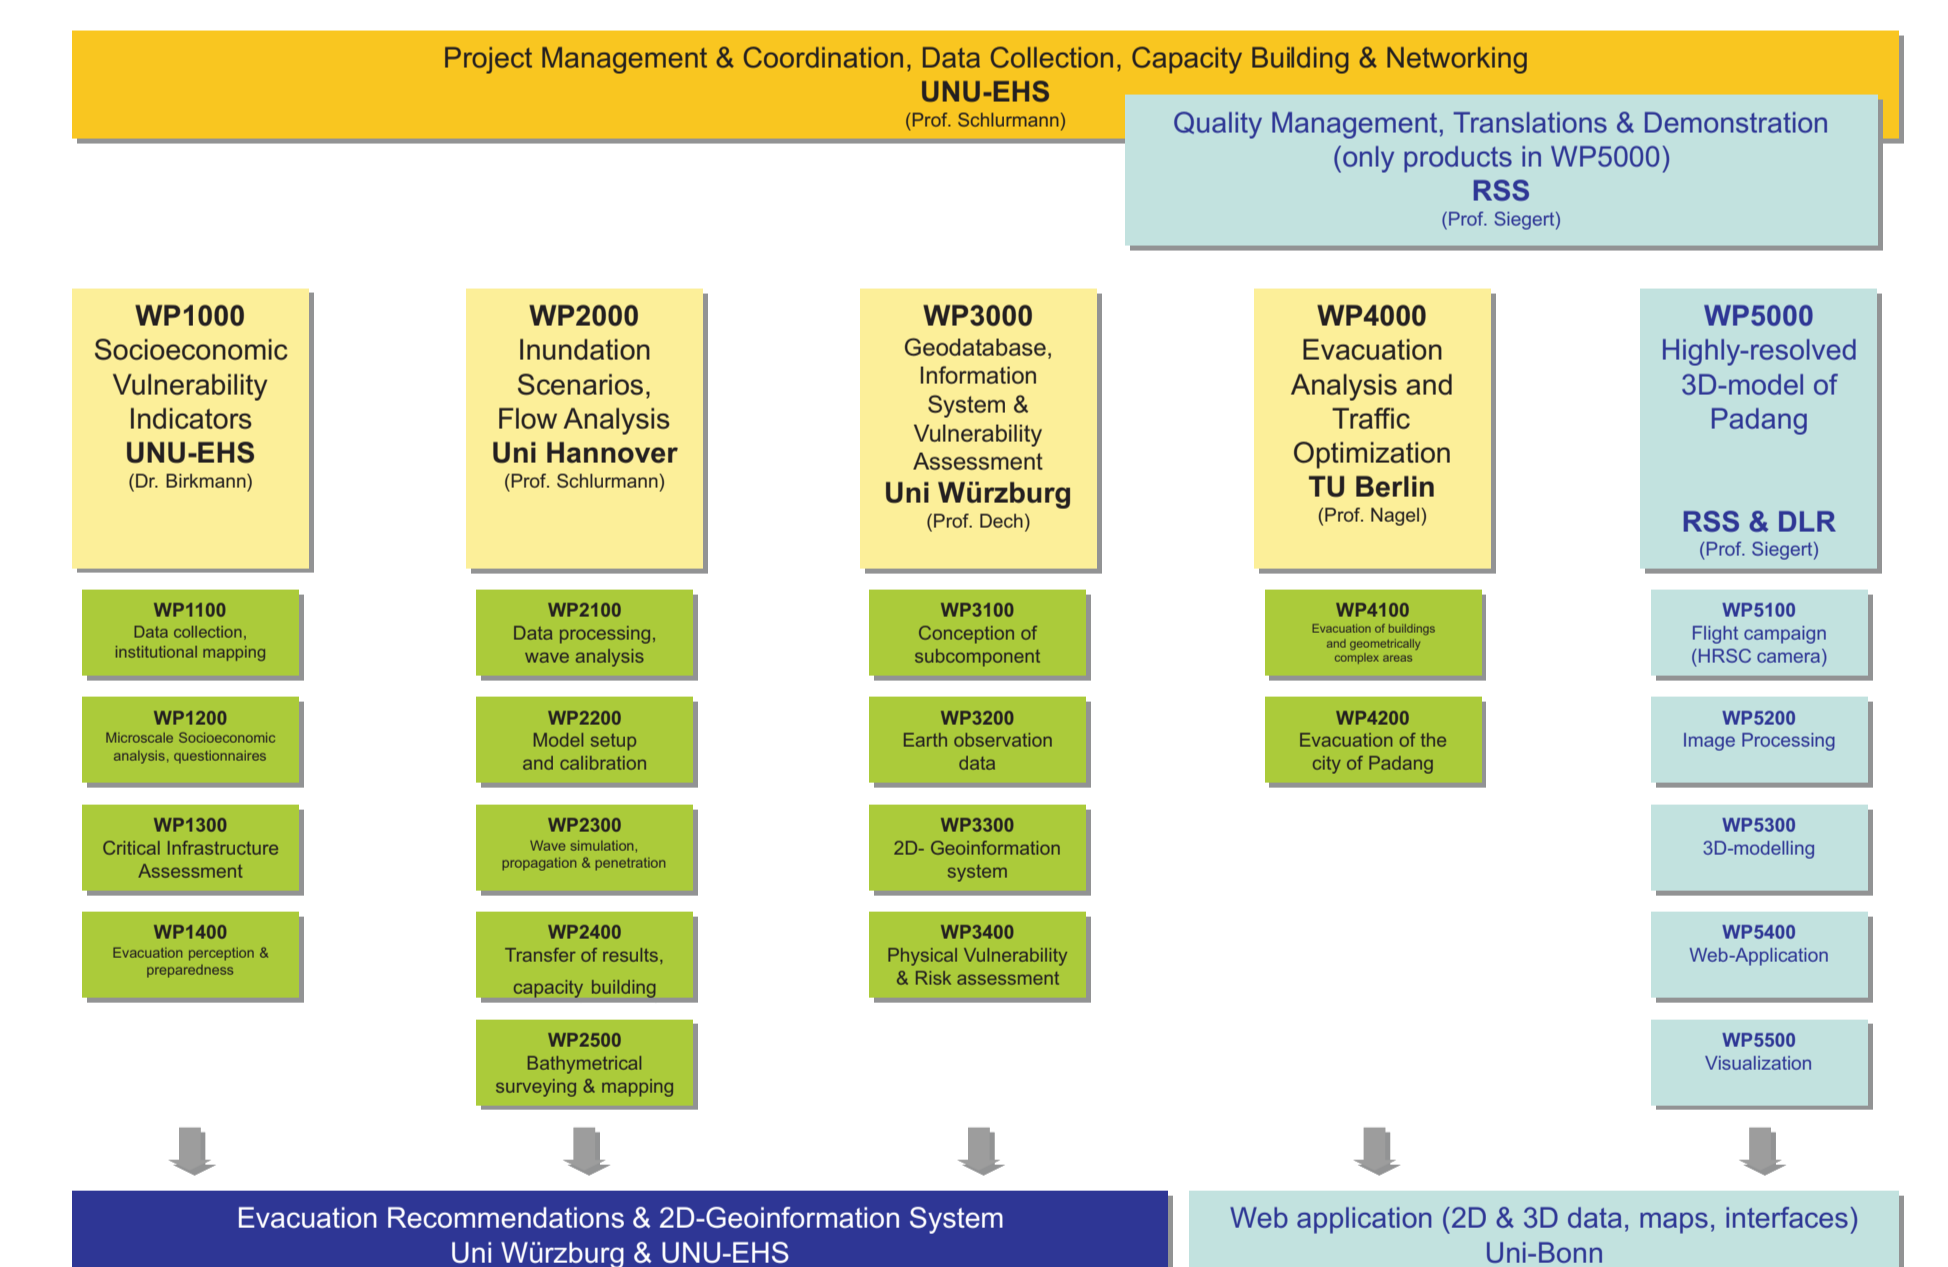 Project Management & Coordination, Data Collection, Capacity Building & Networking
UNU-EHS
(Prof. Schlurmann)
Quality Management, Translations & Demonstration
(only products in WP5000)
RSS
(Prof. Siegert)
WP1000
Socioeconomic
Vulnerability
Indicators
UNU-EHS
(Dr. Birkmann)
WP1100
Data collection,
institutional mapping
WP1200
Microscale Socioeconomic
analysis, questionnaires
WP1300
Critical Infrastructure
Assessment
WP1400
Evacuation perception &
preparedness
WP2000
Inundation
Scenarios,
Flow Analysis
Uni Hannover
(Prof. Schlurmann)
WP2100
Data processing,
wave analysis
WP2200
Model setup
and calibration
WP2300
Wave simulation,
propagation & penetration
WP2400
Transfer of results,
capacity building
WP2500
Bathymetrical
surveying & mapping
WP3000
Geodatabase,
Information
System &
Vulnerability
Assessment
Uni Würzburg
(Prof. Dech)
WP3100
Conception of
subcomponent
WP3200
Earth observation
data
WP3300
2D- Geoinformation
system
WP3400
Physical Vulnerability
& Risk assessment
WP4000
Evacuation
Analysis and
Traffic
Optimization
TU Berlin
(Prof. Nagel)
WP4100
Evacuation of buildings
and geometrically
complex areas
WP4200
Evacuation of the
city of Padang
WP5000
Highly-resolved
3D-model of
Padang
RSS & DLR
(Prof. Siegert)
WP5100
Flight campaign
(HRSC camera)
WP5200
Image Processing
WP5300
3D-modelling
WP5400
Web-Application
WP5500
Visualization
Evacuation Recommendations & 2D-Geoinformation System
Uni Würzburg & UNU-EHS
Web application (2D & 3D data, maps, interfaces)
Uni-Bonn